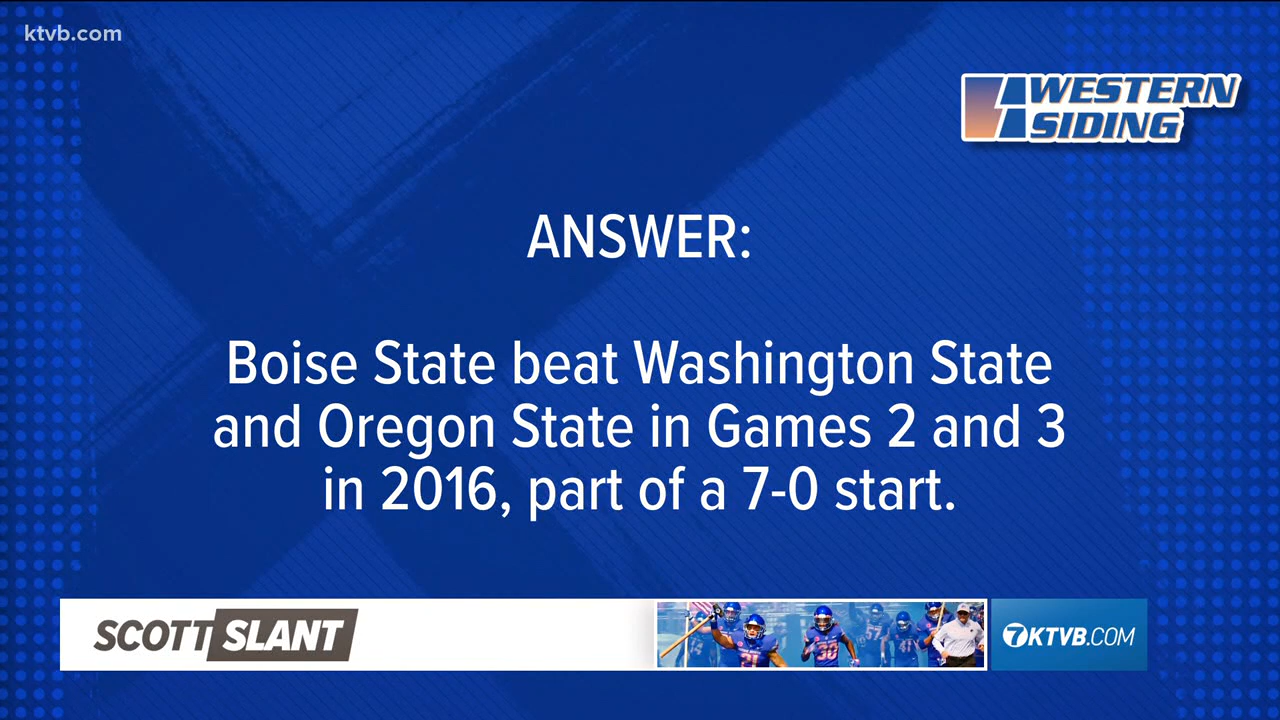 ktvb.com
WESTERN
SIDING
ANSWER:
Boise State beat Washington State
and Oregon State in Games 2 and 3
in 2016, part of a 7-0 start.
SCOTT SLANT
7KTVB.COM